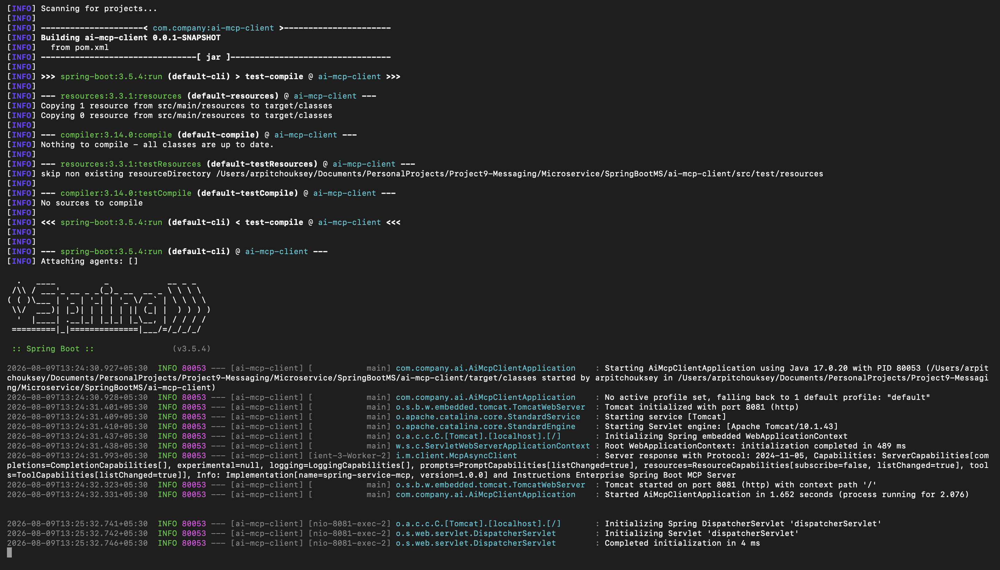 [INFO] Scanning for projects...
[INFO]
[INFO] ---------------------< com.company:ai-mcp-client >----------------------
[INFO] Building ai-mcp-client 0.0.1-SNAPSHOT
[INFO]   from pom.xml
[INFO] --------------------------------[ jar ]---------------------------------
[INFO]
[INFO] >>> spring-boot:3.5.4:run (default-cli) > test-compile @ ai-mcp-client >>>
[INFO]
[INFO] --- resources:3.3.1:resources (default-resources) @ ai-mcp-client ---
[INFO] Copying 1 resource from src/main/resources to target/classes
[INFO] Copying 0 resource from src/main/resources to target/classes
[INFO]
[INFO] --- compiler:3.14.0:compile (default-compile) @ ai-mcp-client ---
[INFO] Nothing to compile - all classes are up to date.
[INFO]
[INFO] --- resources:3.3.1:testResources (default-testResources) @ ai-mcp-client ---
[INFO] skip non existing resourceDirectory /Users/arpitchouksey/Documents/PersonalProjects/Project9-Messaging/Microservice/SpringBootMS/ai-mcp-client/src/test/resources
[INFO]
[INFO] --- compiler:3.14.0:testCompile (default-testCompile) @ ai-mcp-client ---
[INFO] No sources to compile
[INFO]
[INFO] <<< spring-boot:3.5.4:run (default-cli) < test-compile @ ai-mcp-client <<<
[INFO]
[INFO]
[INFO] --- spring-boot:3.5.4:run (default-cli) @ ai-mcp-client ---
[INFO] Attaching agents: []
  .   ____          _            __ _ _
 /\\ / ___'_ __ _ _(_)_ __  __ _ \ \ \ \
( ( )\___ | '_ | '_| | '_ \/ _` | \ \ \ \
 \\/  ___)| |_)| | | | | || (_| |  ) ) ) )
  '  |____| .__|_| |_|_| |_\__, | / / / /
 =========|_|==============|___/=/_/_/_/
 :: Spring Boot ::                (v3.5.4)
2026-08-09T13:24:30.927+05:30  INFO 80053 --- [ai-mcp-client] [           main] com.company.ai.AiMcpClientApplication    : Starting AiMcpClientApplication using Java 17.0.20 with PID 80053 (/Users/arpit
chouksey/Documents/PersonalProjects/Project9-Messaging/Microservice/SpringBootMS/ai-mcp-client/target/classes started by arpitchouksey in /Users/arpitchouksey/Documents/PersonalProjects/Project9-Messagi
ng/Microservice/SpringBootMS/ai-mcp-client)
2026-08-09T13:24:30.928+05:30  INFO 80053 --- [ai-mcp-client] [           main] com.company.ai.AiMcpClientApplication    : No active profile set, falling back to 1 default profile: "default"
2026-08-09T13:24:31.401+05:30  INFO 80053 --- [ai-mcp-client] [           main] o.s.b.w.embedded.tomcat.TomcatWebServer  : Tomcat initialized with port 8081 (http)
2026-08-09T13:24:31.409+05:30  INFO 80053 --- [ai-mcp-client] [           main] o.apache.catalina.core.StandardService   : Starting service [Tomcat]
2026-08-09T13:24:31.410+05:30  INFO 80053 --- [ai-mcp-client] [           main] o.apache.catalina.core.StandardEngine    : Starting Servlet engine: [Apache Tomcat/10.1.43]
2026-08-09T13:24:31.437+05:30  INFO 80053 --- [ai-mcp-client] [           main] o.a.c.c.C.[Tomcat].[localhost].[/]       : Initializing Spring embedded WebApplicationContext
2026-08-09T13:24:31.438+05:30  INFO 80053 --- [ai-mcp-client] [           main] w.s.c.ServletWebServerApplicationContext : Root WebApplicationContext: initialization completed in 489 ms
2026-08-09T13:24:31.993+05:30  INFO 80053 --- [ai-mcp-client] [ient-3-Worker-2] i.m.client.McpAsyncClient                : Server response with Protocol: 2024-11-05, Capabilities: ServerCapabilities[com
pletions=CompletionCapabilities[], experimental=null, logging=LoggingCapabilities[], prompts=PromptCapabilities[listChanged=true], resources=ResourceCapabilities[subscribe=false, listChanged=true], tool
s=ToolCapabilities[listChanged=true]], Info: Implementation[name=spring-service-mcp, version=1.0.0] and Instructions Enterprise Spring Boot MCP Server
2026-08-09T13:24:32.323+05:30  INFO 80053 --- [ai-mcp-client] [           main] o.s.b.w.embedded.tomcat.TomcatWebServer  : Tomcat started on port 8081 (http) with context path '/'
2026-08-09T13:24:32.331+05:30  INFO 80053 --- [ai-mcp-client] [           main] com.company.ai.AiMcpClientApplication    : Started AiMcpClientApplication in 1.652 seconds (process running for 2.076)
2026-08-09T13:25:32.741+05:30  INFO 80053 --- [ai-mcp-client] [nio-8081-exec-2] o.a.c.c.C.[Tomcat].[localhost].[/]       : Initializing Spring DispatcherServlet 'dispatcherServlet'
2026-08-09T13:25:32.742+05:30  INFO 80053 --- [ai-mcp-client] [nio-8081-exec-2] o.s.web.servlet.DispatcherServlet        : Initializing Servlet 'dispatcherServlet'
2026-08-09T13:25:32.746+05:30  INFO 80053 --- [ai-mcp-client] [nio-8081-exec-2] o.s.web.servlet.DispatcherServlet        : Completed initialization in 4 ms